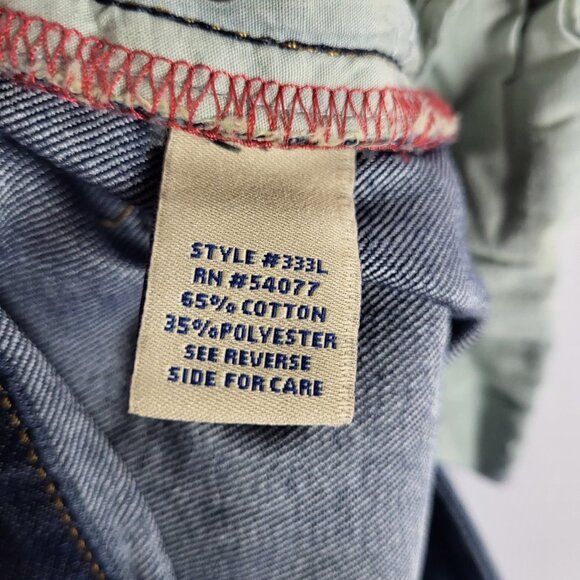 STYLE #333L
RN #54077
65% COTTON
35% POLYESTER
SEE REVERSE
SIDE FOR CARE